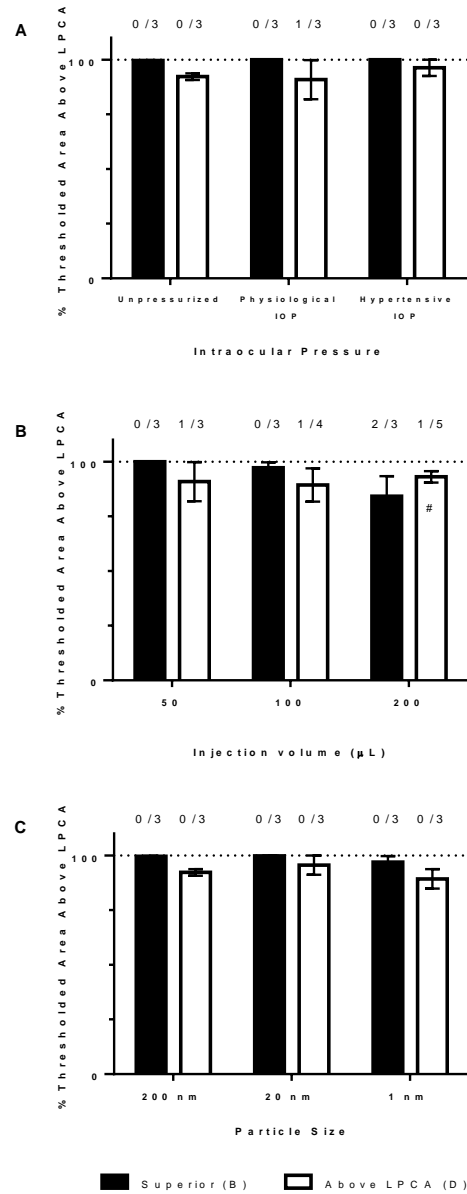 A
0/3 0/3 0/3 1/3 0/3 0/3
% Thresholded Area Above LPCA
100
0
Unpressurized Physiological IOP Hypertensive IOP
Intraocular Pressure
B
0/3 1/3 0/3 1/4 2/3 1/5
% Thresholded Area Above LPCA
100
#
0
50 100 200
Injection volume (µL)
C
0/3 0/3 0/3 0/3 0/3 0/3
% Thresholded Area Above LPCA
100
0
200 nm 20 nm 1 nm
Particle Size
Superior (B) Above LPCA (D)